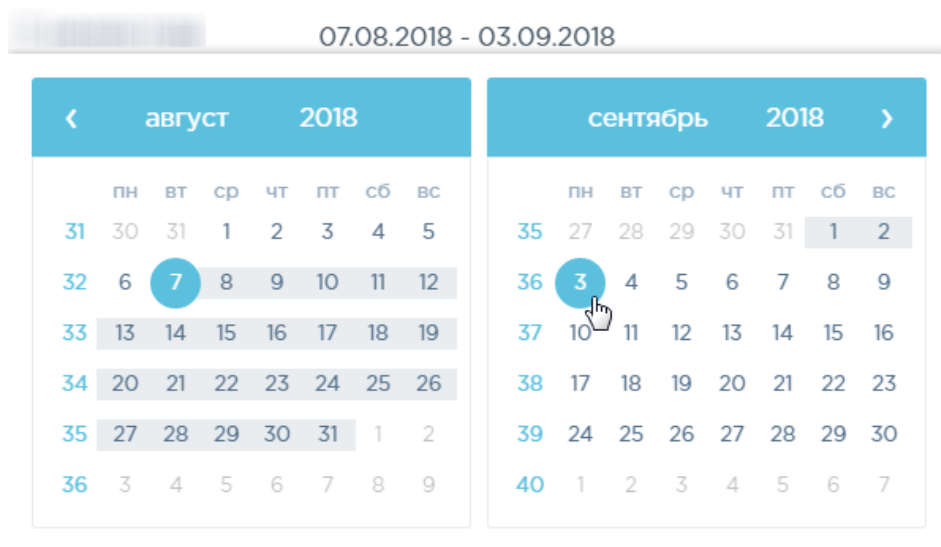 07.08.2018 - 03.09.2018
‹ август 2018
пн вт ср чт пт сб вс
31 30 31 1 2 3 4 5
32 6 7 8 9 10 11 12
33 13 14 15 16 17 18 19
34 20 21 22 23 24 25 26
35 27 28 29 30 31 1 2
36 3 4 5 6 7 8 9
сентябрь 2018 ›
пн вт ср чт пт сб вс
35 27 28 29 30 31 1 2
36 3 4 5 6 7 8 9
37 10 11 12 13 14 15 16
38 17 18 19 20 21 22 23
39 24 25 26 27 28 29 30
40 1 2 3 4 5 6 7